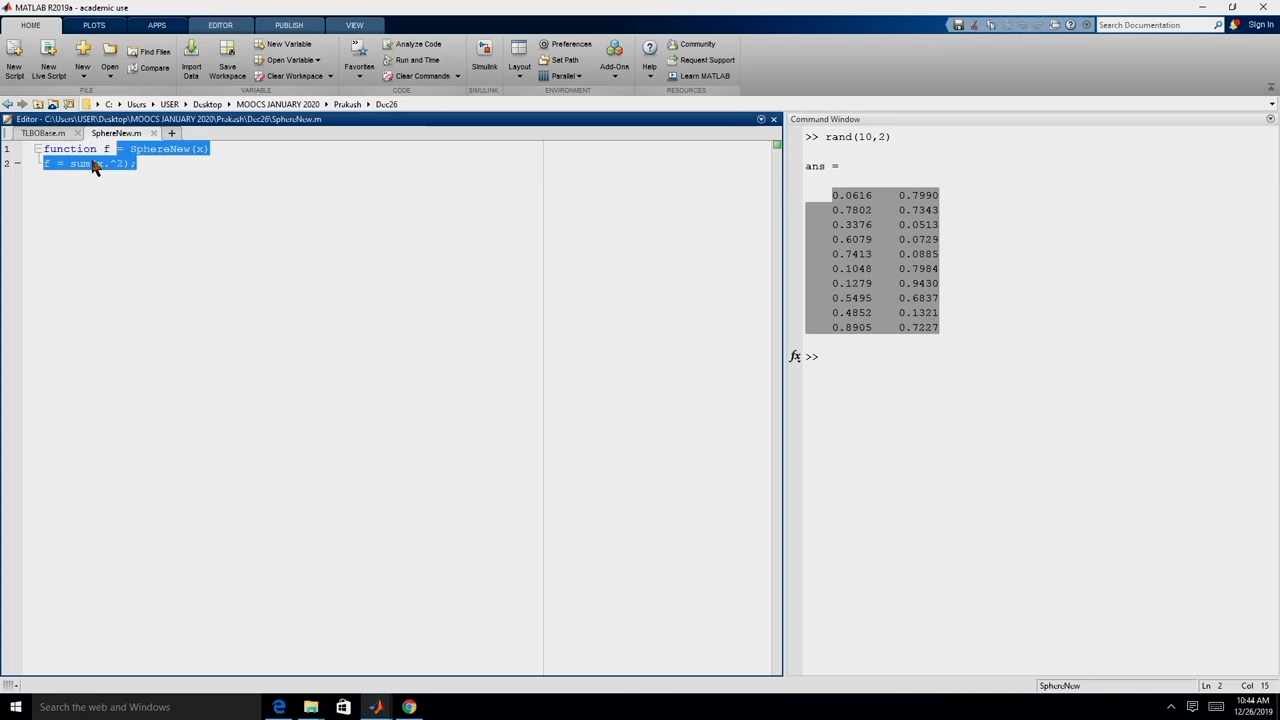 MATLAB R2019a - academic use
HOME PLOTS APPS EDITOR PUBLISH VIEW Search Documentation Sign In
New Script
New Live Script
New
Open
Find Files
Compare
Import Data
Save Workspace
New Variable
Open Variable
Clear Workspace
Favorites
Analyze Code
Run and Time
Clear Commands
Simulink
Layout
Preferences
Set Path
Parallel
Add-Ons
Help
Community
Request Support
Learn MATLAB
FILE VARIABLE CODE SIMULINK ENVIRONMENT RESOURCES
C: Users USER Desktop MOOCS JANUARY 2020 Prakash Dec26
Editor - C:\Users\USER\Desktop\MOOCS JANUARY 2020\Prakash\Dec26\SphereNew.m
TLBOBase.m SphereNew.m
1 function f = SphereNew(x)
2 f = sum(x.^2);
Command Window
>> rand(10,2)
ans =
0.0616 0.7990
0.7802 0.7343
0.3376 0.0513
0.6079 0.0729
0.7413 0.0885
0.1048 0.7984
0.1279 0.9430
0.5495 0.6837
0.4852 0.1321
0.8905 0.7227
fx >>
SphereNew Ln 2 Col 15
Search the web and Windows
10:44 AM
12/26/2019